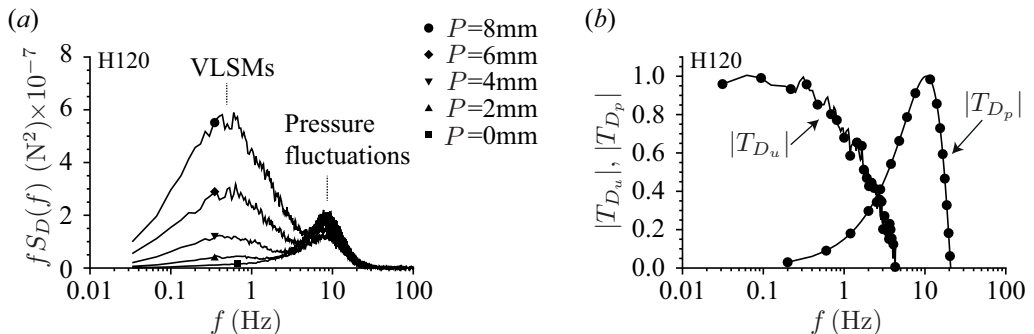 (a)
H120
VLSMs
Pressure
fluctuations
P=8mm
P=6mm
P=4mm
P=2mm
P=0mm
fS_D(f) (N²)×10⁻⁷
8
6
4
2
0
0.01 0.1 1 10 100
f (Hz)
(b)
H120
|T_{D_u}|
|T_{D_p}|
|T_{D_u}|, |T_{D_p}|
1.0
0.8
0.6
0.4
0.2
0.0
0.01 0.1 1 10 100
f (Hz)